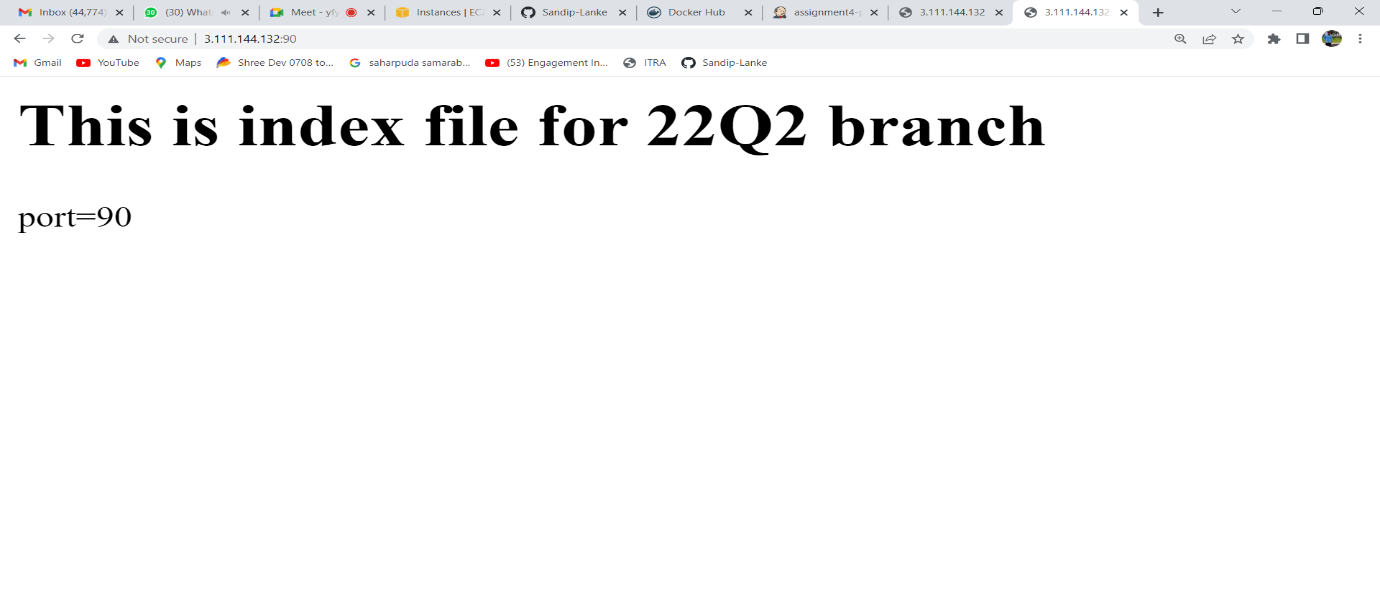 Inbox (44,774) (30) What Meet - yfy Instances | EC2 Sandip-Lanke Docker Hub assignment4-p 3.111.144.132 3.111.144.132:
Not secure | 3.111.144.132:90
Gmail YouTube Maps Shree Dev 0708 to... saharpuda samarab... (53) Engagement In... ITRA Sandip-Lanke
This is index file for 22Q2 branch
port=90